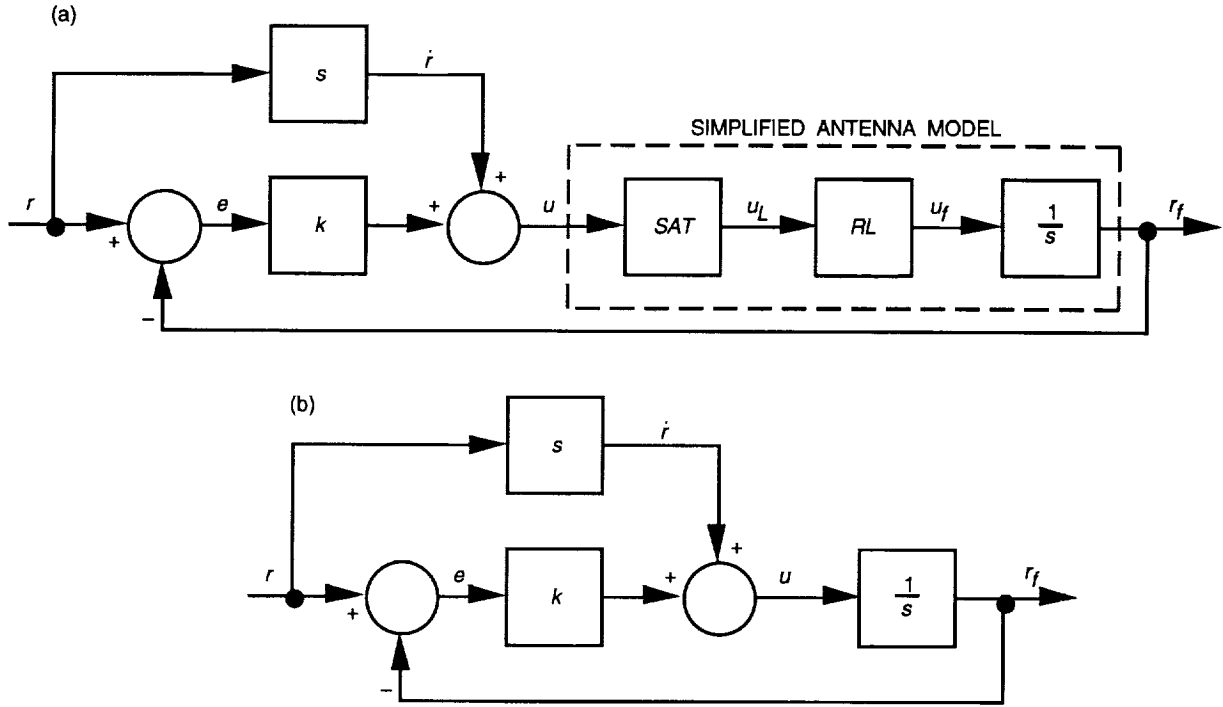 (a)
s
ṙ
SIMPLIFIED ANTENNA MODEL
r
+
e
k
+
+
u
SAT
u_L
RL
u_f
1/s
r_f
−
(b)
s
ṙ
r
+
e
k
+
+
u
1/s
r_f
−